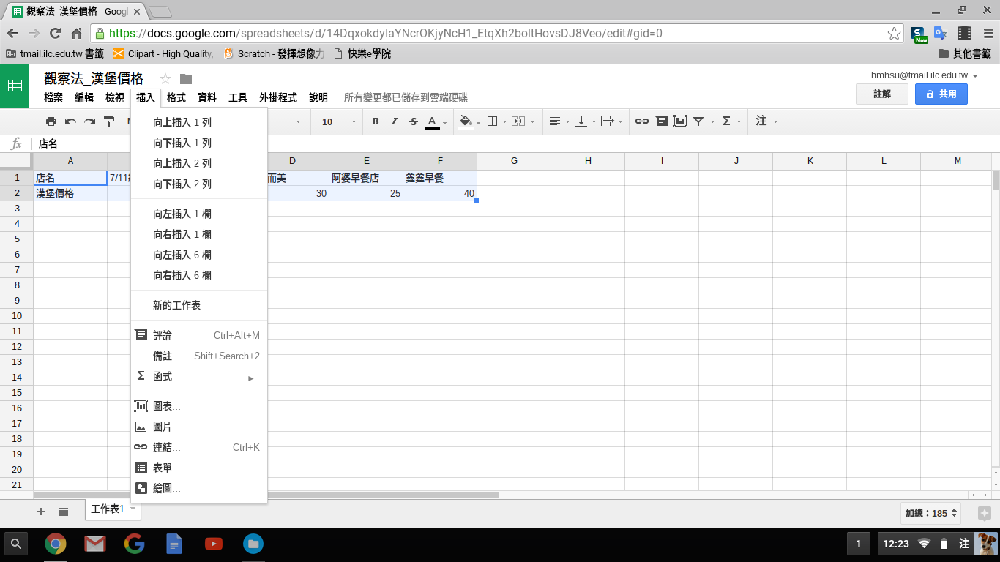 觀察法_漢堡價格 - Goog
https://docs.google.com/spreadsheets/d/14DqxokdyIaYNcrOKjyNcH1_EtqXh2boItHovsDJ8Veo/edit#gid=0
New
tmail.ilc.edu.tw 書籤 Clipart - High Quality, Scratch - 發揮想像力 快樂e學院 其他書籤
觀察法_漢堡價格
hmhsu@tmail.ilc.edu.tw
檔案 編輯 檢視 插入 格式 資料 工具 外掛程式 說明 所有變更都已儲存到雲端硬碟
註解 共用
10 B I S A Σ 注
fx 店名
A D E F G H I J K L M
1 店名 7/11 而美 阿婆早餐店 鑫鑫早餐
2 漢堡價格 30 25 40
3
4
5
6
7
8
9
10
11
12
13
14
15
16
17
18
19
20
21
向上插入 1 列
向下插入 1 列
向上插入 2 列
向下插入 2 列
向左插入 1 欄
向右插入 1 欄
向左插入 6 欄
向右插入 6 欄
新的工作表
評論 Ctrl+Alt+M
備註 Shift+Search+2
Σ 函式
圖表...
圖片...
連結... Ctrl+K
表單...
繪圖...
工作表1
加總：185
1 12:23 注